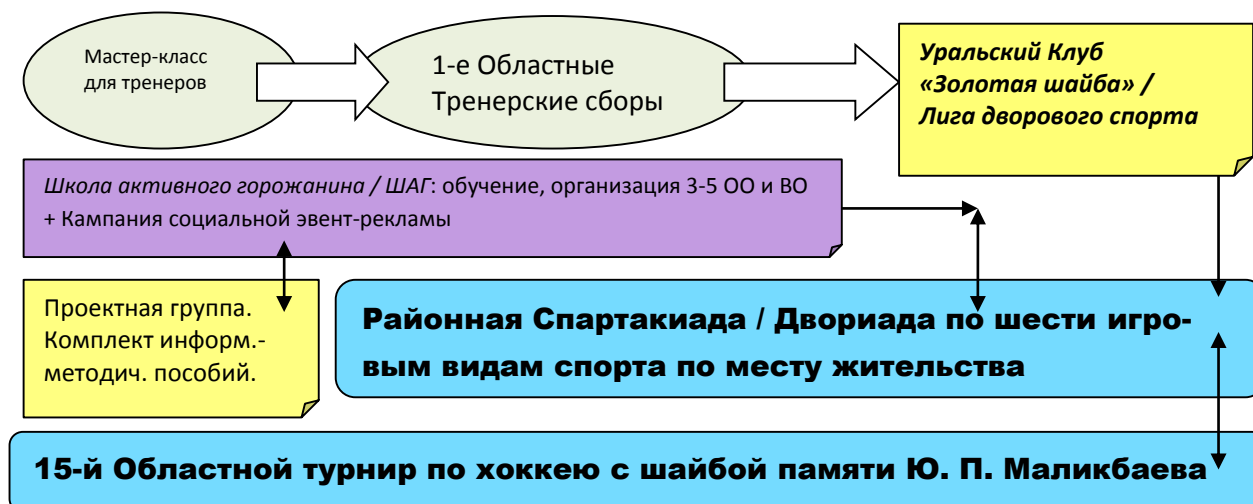 Мастер-класс
для тренеров
1-е Областные
Тренерские сборы
Уральский Клуб
«Золотая шайба» /
Лига дворового спорта
Школа активного горожанина / ШАГ: обучение, организация 3-5 ОО и ВО
+ Кампания социальной эвент-рекламы
Проектная группа.
Комплект информ.-
методич. пособий.
Районная Спартакиада / Двориада по шести игро-
вым видам спорта по месту жительства
15-й Областной турнир по хоккею с шайбой памяти Ю. П. Маликбаева